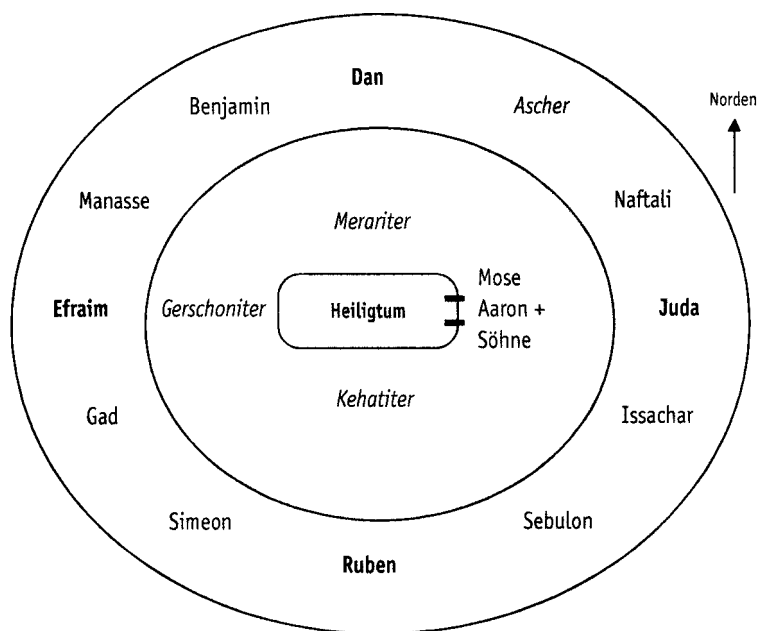 Dan
Benjamin
Ascher
Norden
Manasse
Naftali
Merariter
Mose
Efraim
Gerschoniter
Heiligtum
Aaron +
Juda
Söhne
Kehatiter
Gad
Issachar
Simeon
Sebulon
Ruben